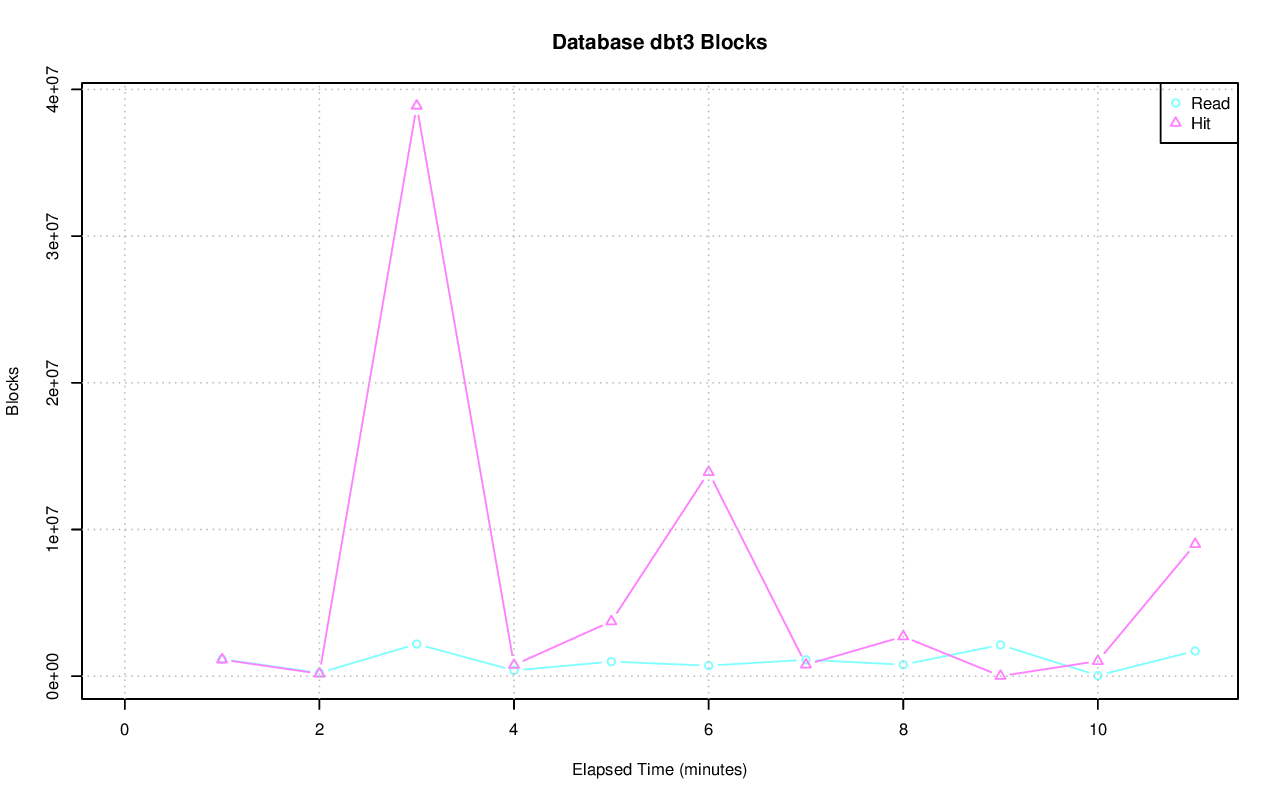 Database dbt3 Blocks
Read
Hit
4e+07
3e+07
2e+07
1e+07
0e+00
Blocks
0 2 4 6 8 10
Elapsed Time (minutes)